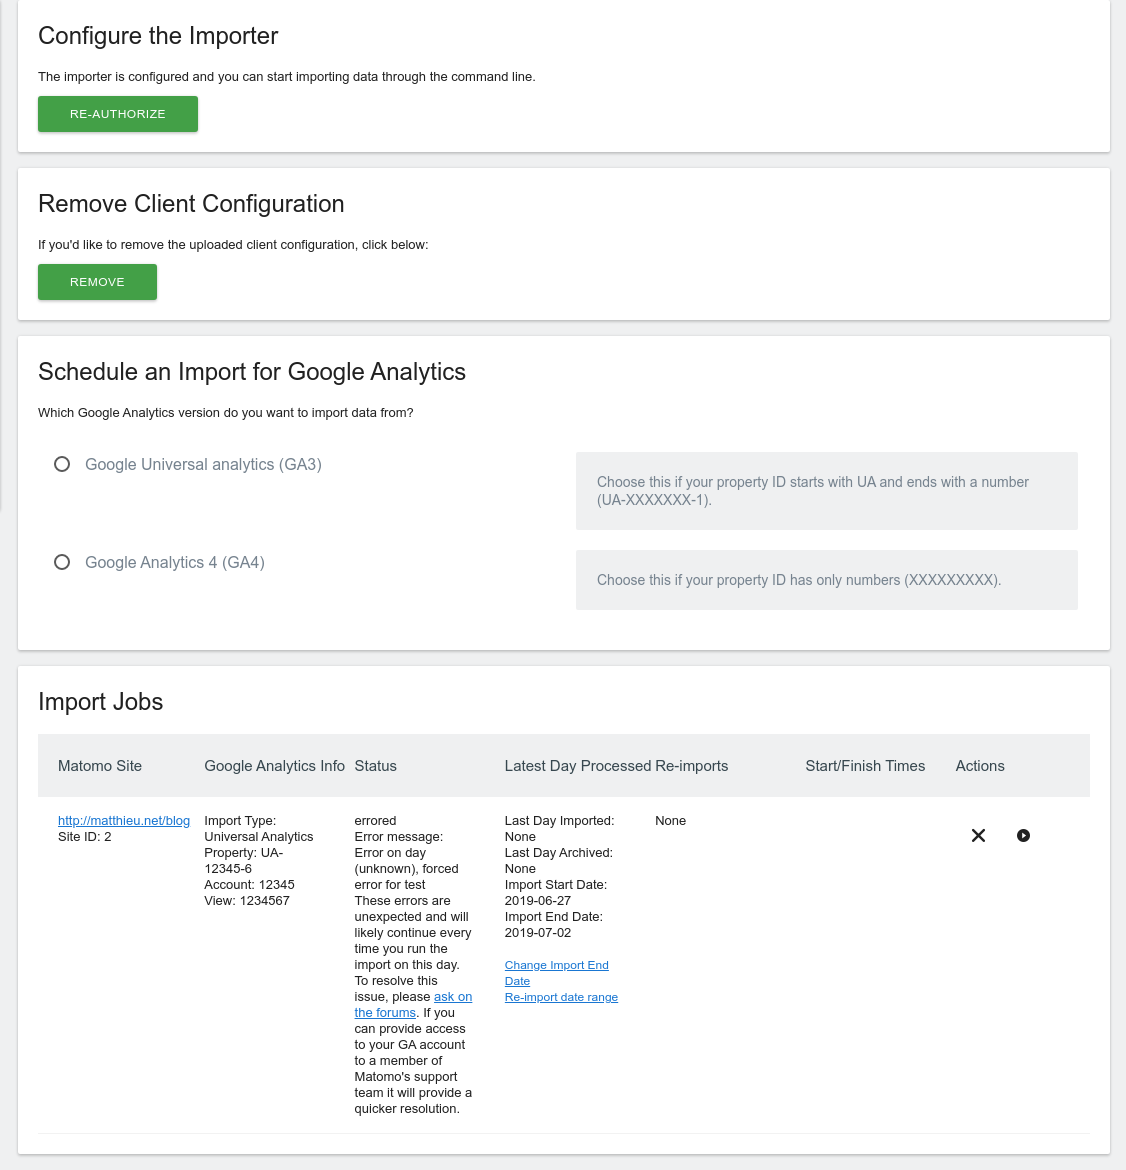 Configure the Importer
The importer is configured and you can start importing data through the command line.
RE-AUTHORIZE
Remove Client Configuration
If you'd like to remove the uploaded client configuration, click below:
REMOVE
Schedule an Import for Google Analytics
Which Google Analytics version do you want to import data from?
Google Universal analytics (GA3)
Choose this if your property ID starts with UA and ends with a number
(UA-XXXXXXX-1).
Google Analytics 4 (GA4)
Choose this if your property ID has only numbers (XXXXXXXXX).
Import Jobs
Matomo Site
Google Analytics Info
Status
Latest Day Processed
Re-imports
Start/Finish Times
Actions
http://matthieu.net/blog
Site ID: 2
Import Type:
Universal Analytics
Property: UA-
12345-6
Account: 12345
View: 1234567
errored
Error message:
Error on day
(unknown), forced
error for test
These errors are
unexpected and will
likely continue every
time you run the
import on this day.
To resolve this
issue, please ask on
the forums. If you
can provide access
to your GA account
to a member of
Matomo's support
team it will provide a
quicker resolution.
Last Day Imported:
None
Last Day Archived:
None
Import Start Date:
2019-06-27
Import End Date:
2019-07-02
Change Import End
Date
Re-import date range
None